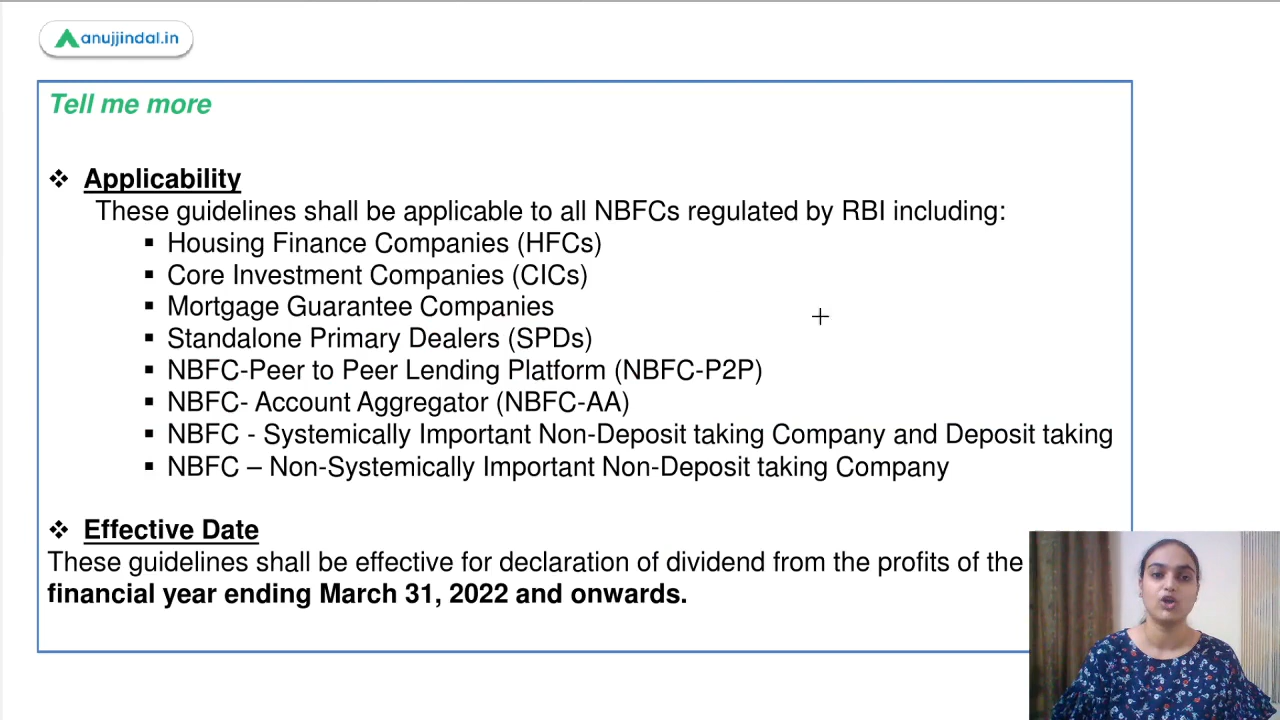 anujjindal.in
Tell me more
❖ Applicability
These guidelines shall be applicable to all NBFCs regulated by RBI including:
▪ Housing Finance Companies (HFCs)
▪ Core Investment Companies (CICs)
▪ Mortgage Guarantee Companies
▪ Standalone Primary Dealers (SPDs)
▪ NBFC-Peer to Peer Lending Platform (NBFC-P2P)
▪ NBFC- Account Aggregator (NBFC-AA)
▪ NBFC - Systemically Important Non-Deposit taking Company and Deposit taking
▪ NBFC – Non-Systemically Important Non-Deposit taking Company
❖ Effective Date
These guidelines shall be effective for declaration of dividend from the profits of the
financial year ending March 31, 2022 and onwards.